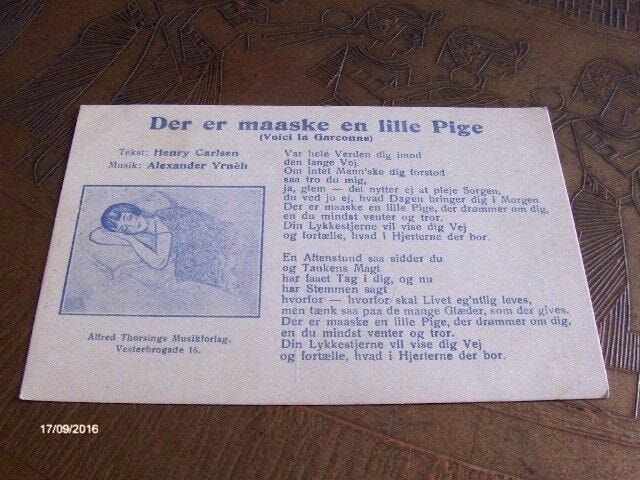 Der er maaske en lille Pige
(Voici la Garconne)
Tekst: Henry Carlsen
Musik: Alexander Yrnèh
Alfred Thorsings Musikforlag,
Vesterbrogade 16.
Var hele Verden dig imod
den lange Vej.
Om intet Menn'ske dig forstod
saa tro du mig,
ja, glem — det nytter ej at pleje Sorgen,
du ved jo ej, hvad Dagen bringer dig i Morgen.
Der er maaske en lille Pige, der drømmer om dig,
en du mindst venter og tror.
Din Lykkestjerne vil vise dig Vej
og fortælle, hvad i Hjerterne der bor.
En Aftenstund saa sidder du
og Tankens Magt
har faaet Tag i dig, og nu
har Stemmen sagt
hvorfor — hvorfor skal Livet eg'ntlig leves,
men tænk saa paa de mange Glæder, som der gives.
Der er maaske en lille Pige, der drømmer om dig,
en du mindst venter og tror.
Din Lykkestjerne vil vise dig Vej
og fortælle, hvad i Hjerterne der bor.
17/09/2016